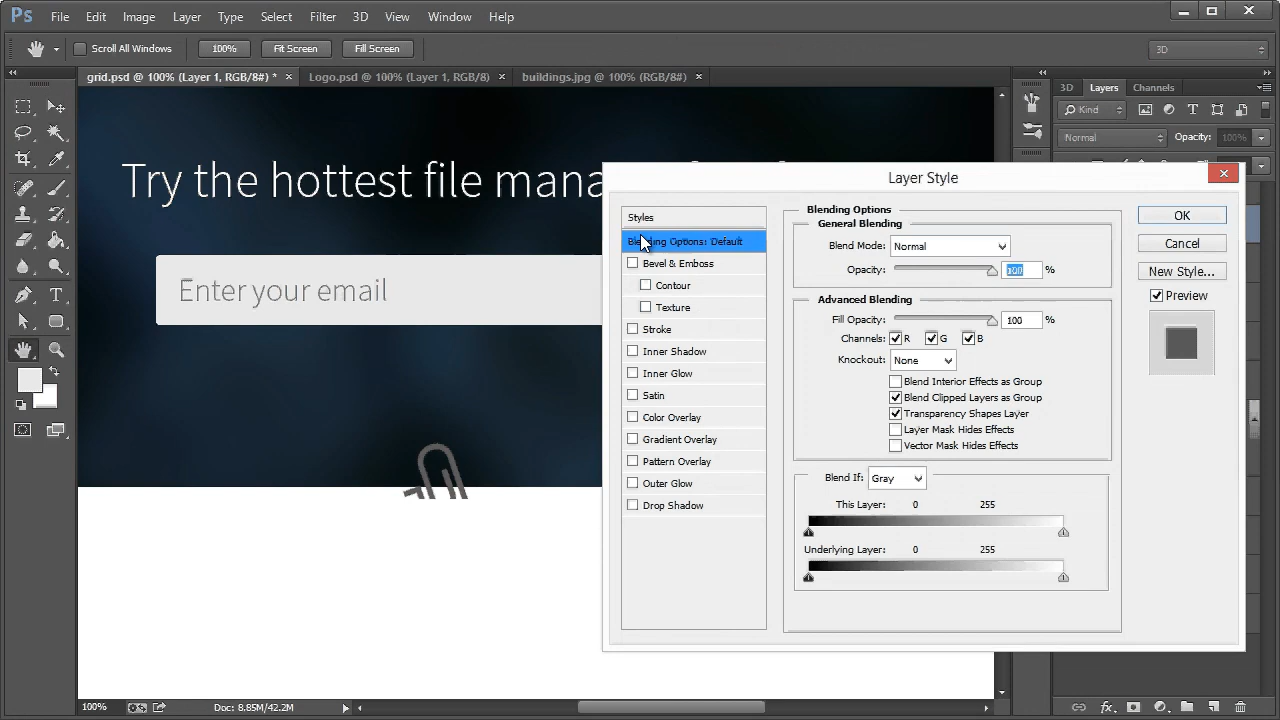 Ps File Edit Image Layer Type Select Filter 3D View Window Help
Scroll All Windows 100% Fit Screen Fill Screen 3D
grid.psd @ 100% (Layer 1, RGB/8#) * Logo.psd @ 100% (Layer 1, RGB/8) buildings.jpg @ 100% (RGB/8#)
3D Layers Channels
Kind
Normal Opacity: 100%
Try the hottest file mana
Enter your email
Layer Style
Styles
Blending Options: Default
Bevel & Emboss
Contour
Texture
Stroke
Inner Shadow
Inner Glow
Satin
Color Overlay
Gradient Overlay
Pattern Overlay
Outer Glow
Drop Shadow
Blending Options
General Blending
Blend Mode: Normal
Opacity: 100 %
Advanced Blending
Fill Opacity: 100 %
Channels: R G B
Knockout: None
Blend Interior Effects as Group
Blend Clipped Layers as Group
Transparency Shapes Layer
Layer Mask Hides Effects
Vector Mask Hides Effects
Blend If: Gray
This Layer: 0 255
Underlying Layer: 0 255
OK
Cancel
New Style...
Preview
100% Doc: 8.85M/42.2M